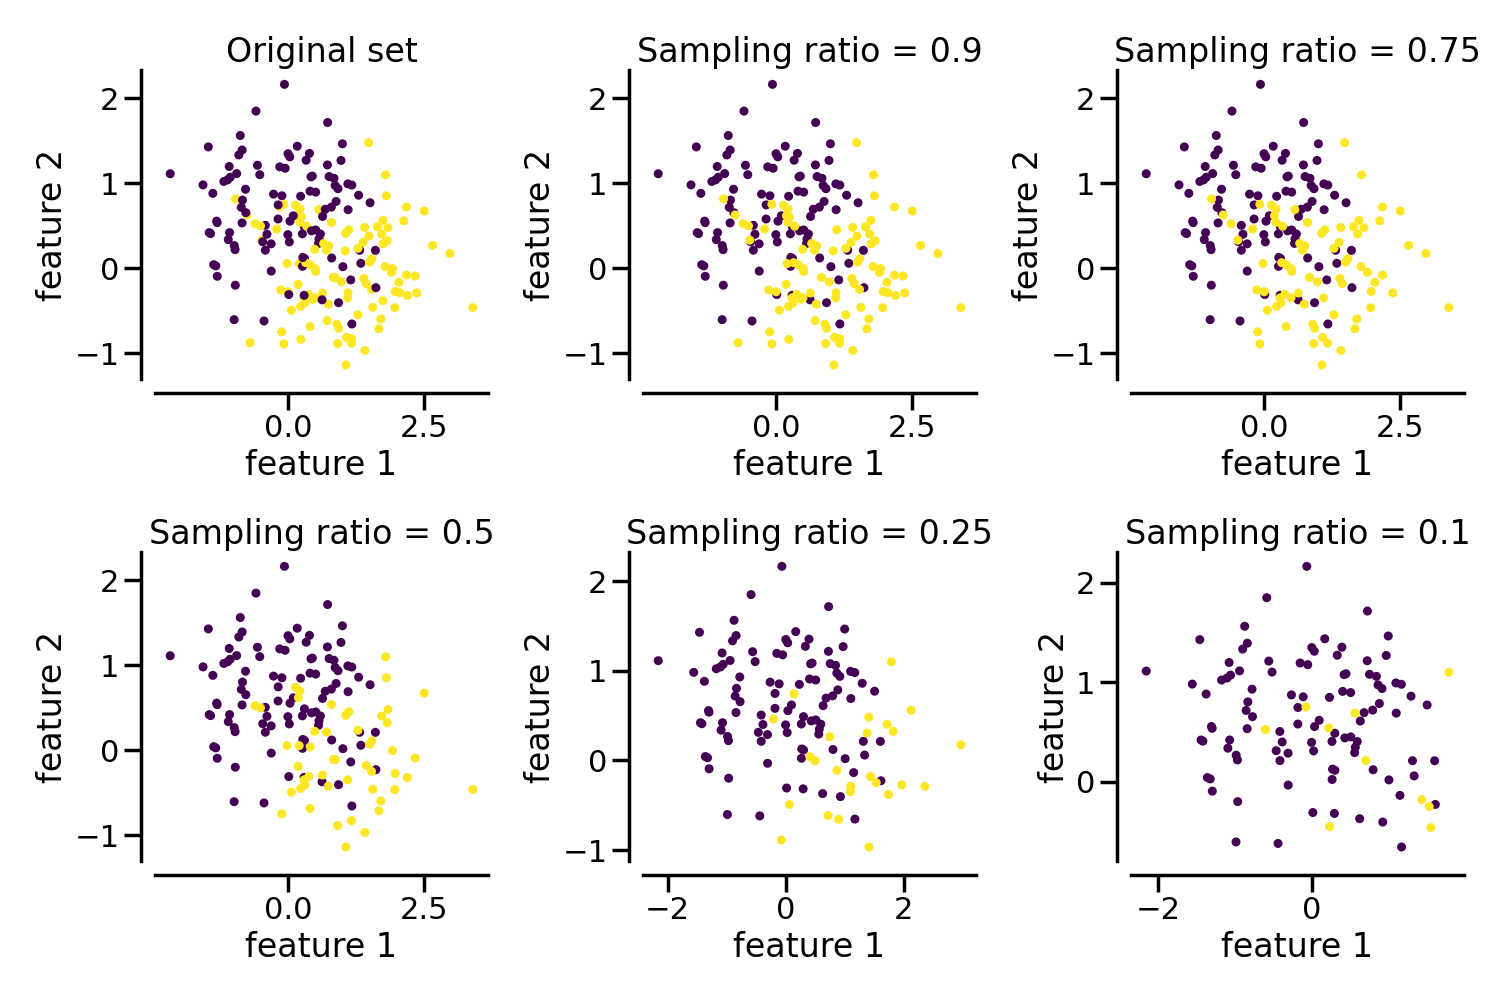 Original set
Sampling ratio = 0.9
Sampling ratio = 0.75
feature 2
2
1
0
−1
0.0 2.5
feature 1
feature 2
2
1
0
−1
0.0 2.5
feature 1
feature 2
2
1
0
−1
0.0 2.5
feature 1
Sampling ratio = 0.5
Sampling ratio = 0.25
Sampling ratio = 0.1
feature 2
2
1
0
−1
0.0 2.5
feature 1
feature 2
2
1
0
−1
−2 0 2
feature 1
feature 2
2
1
0
−2 0
feature 1